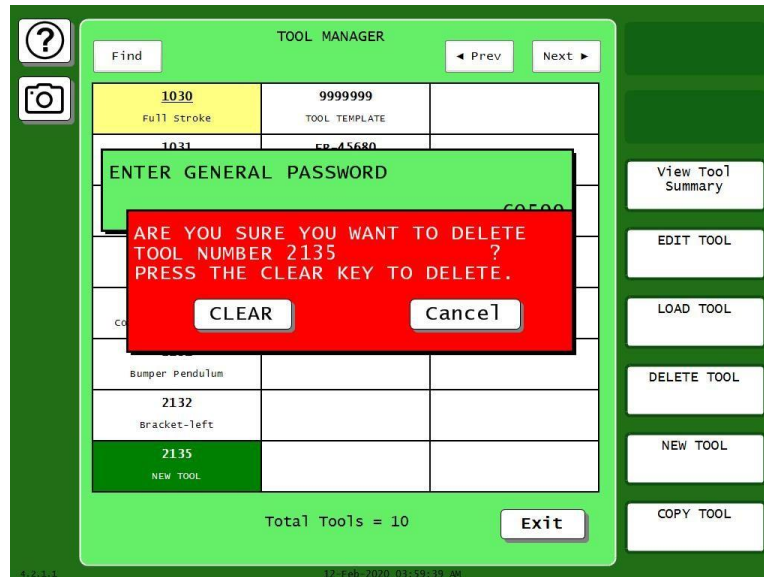 TOOL MANAGER
Find
◄ Prev
Next ►
1030
Full Stroke
9999999
TOOL TEMPLATE
1031
FR-45680
ENTER GENERAL PASSWORD
ARE YOU SURE YOU WANT TO DELETE
TOOL NUMBER 2135 ?
PRESS THE CLEAR KEY TO DELETE.
CLEAR
Cancel
Bumper Pendulum
2132
Bracket-left
2135
NEW TOOL
Total Tools = 10
Exit
View Tool
Summary
EDIT TOOL
LOAD TOOL
DELETE TOOL
NEW TOOL
COPY TOOL
4.2.1.1
12-Feb-2020 03:59:39 AM